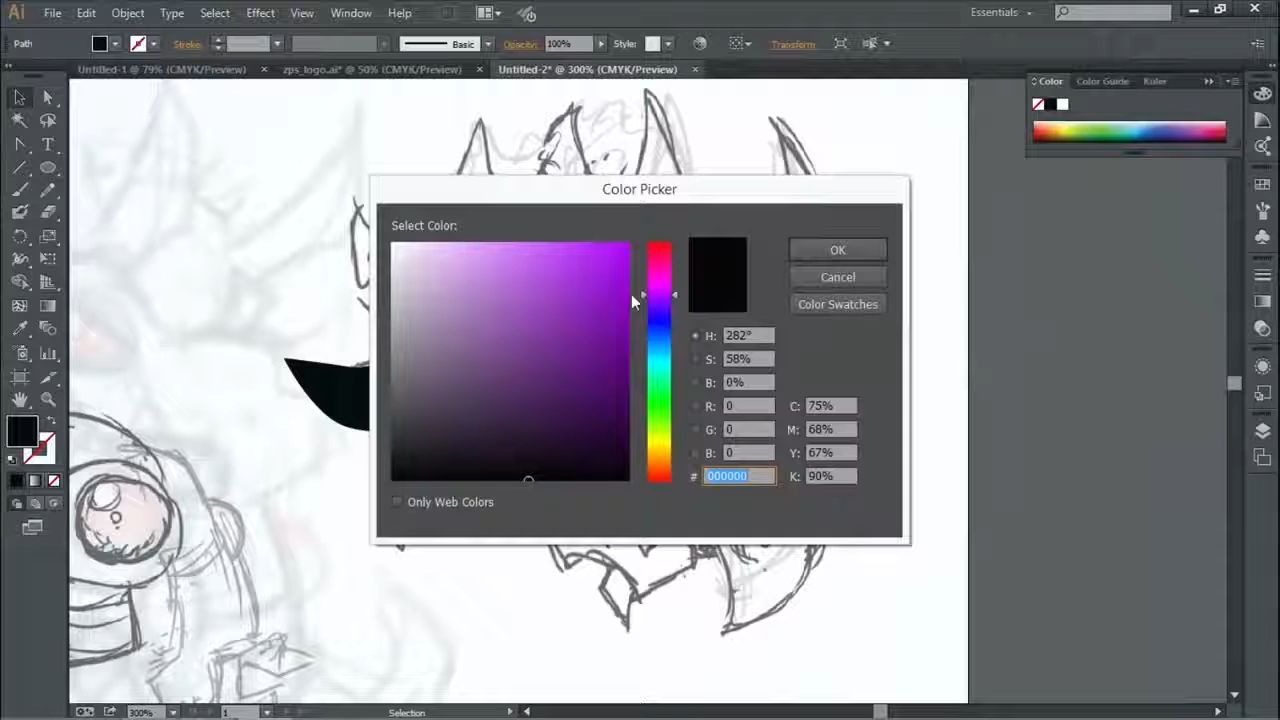 Ai File Edit Object Type Select Effect View Window Help Br Essentials
Path Stroke: Basic Opacity: 100% Style: Transform
Untitled-1 @ 79% (CMYK/Preview) × zps_logo.ai* @ 50% (CMYK/Preview) × Untitled-2* @ 300% (CMYK/Preview) ×
Color Color Guide Kuler
Color Picker
Select Color:
OK
Cancel
Color Swatches
H: 282°
S: 58%
B: 0%
R: 0 C: 75%
G: 0 M: 68%
B: 0 Y: 67%
# 000000 K: 90%
Only Web Colors
300% 1 Selection